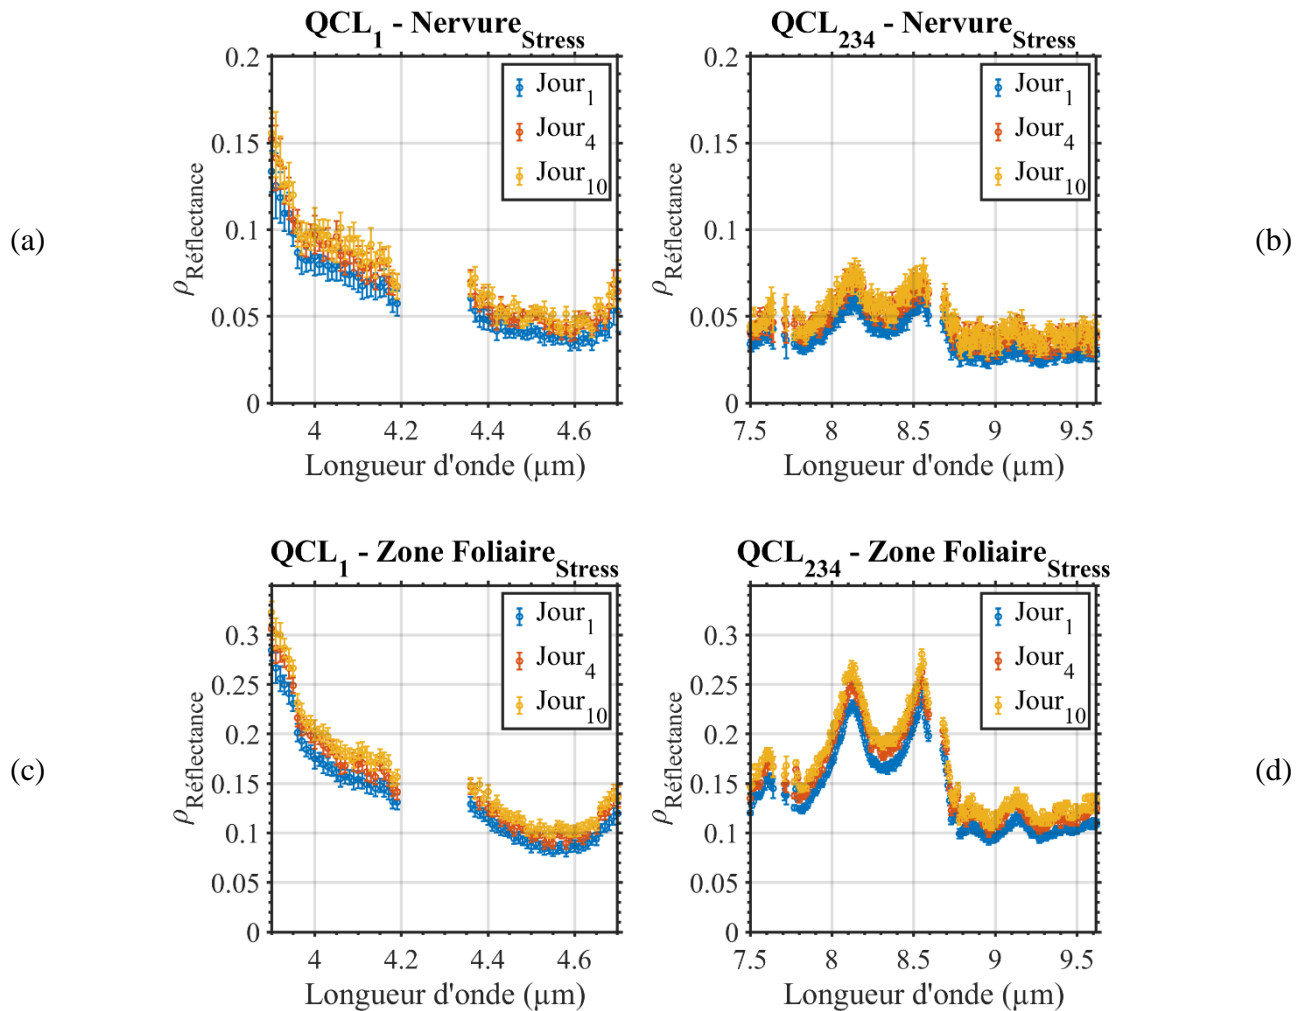 QCL1 - NervureStress
QCL234 - NervureStress
(a)
ρRéflectance
0.2
0.15
0.1
0.05
0
Jour1
Jour4
Jour10
4
4.2
4.4
4.6
Longueur d'onde (μm)
ρRéflectance
0.2
0.15
0.1
0.05
0
Jour1
Jour4
Jour10
7.5
8
8.5
9
9.5
Longueur d'onde (μm)
(b)
QCL1 - Zone FoliaireStress
QCL234 - Zone FoliaireStress
(c)
ρRéflectance
0.3
0.25
0.2
0.15
0.1
0.05
0
Jour1
Jour4
Jour10
4
4.2
4.4
4.6
Longueur d'onde (μm)
ρRéflectance
0.3
0.25
0.2
0.15
0.1
0.05
0
Jour1
Jour4
Jour10
7.5
8
8.5
9
9.5
Longueur d'onde (μm)
(d)